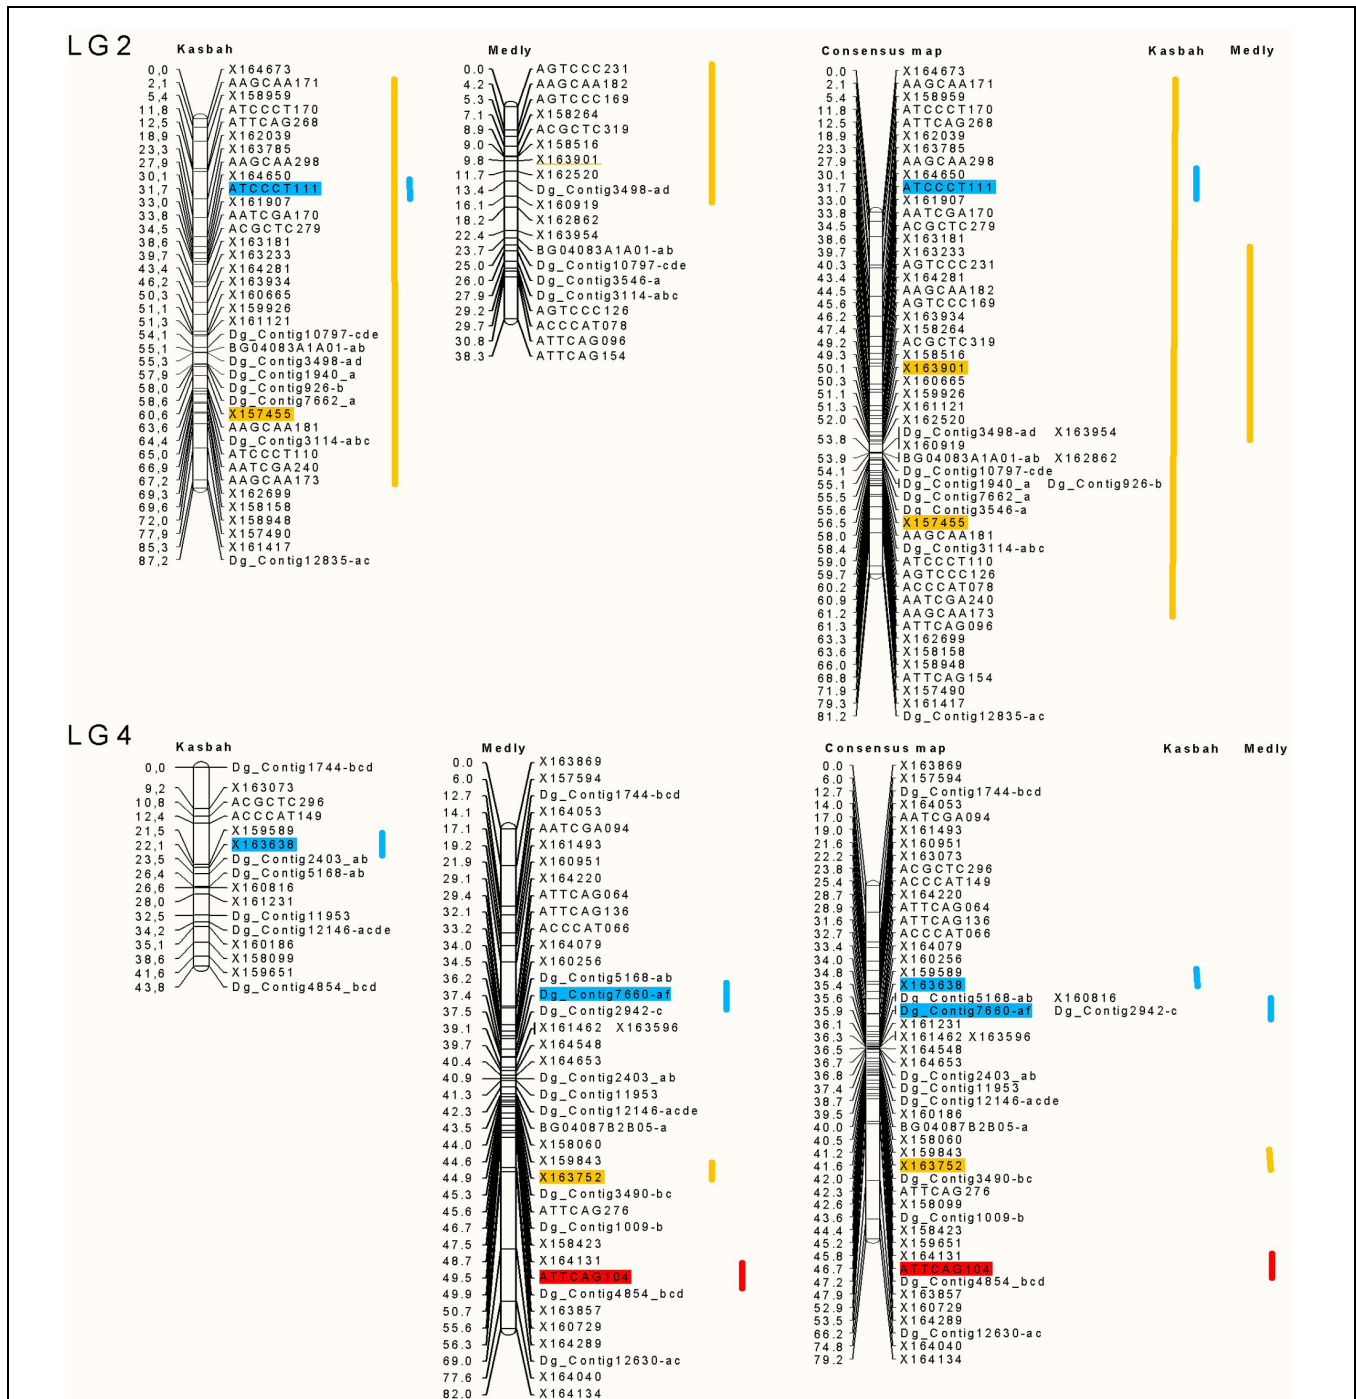 LG2
Kasbah
0,0 X164673
2,1 AAGCAA171
5,4 X158959
11,8 ATCCCT170
12,5 ATTCAG268
18,9 X162039
23,3 X163785
27,9 AAGCAA298
30,1 X164650
31,7 ATCCCT111
33,0 X161907
33,8 AATCGA170
34,5 ACGCTC279
38,6 X163181
39,7 X163233
43,4 X164281
46,2 X163934
50,3 X160665
51,1 X159926
51,3 X161121
54,1 Dg_Contig10797-cde
55,1 BG04083A1A01-ab
55,3 Dg_Contig3498-ad
57,9 Dg_Contig1940_a
58,0 Dg_Contig926-b
58,6 Dg_Contig7662_a
60,6 X157455
63,6 AAGCAA181
64,4 Dg_Contig3114-abc
65,0 ATCCCT110
66,9 AATCGA240
67,2 AAGCAA173
69,3 X162699
69,6 X158158
72,0 X158948
77,9 X157490
85,3 X161417
87,2 Dg_Contig12835-ac
Medly
0.0 AGTCCC231
4.2 AAGCAA182
5.3 AGTCCC169
7.1 X158264
8.9 ACGCTC319
9.0 X158516
9.8 X163901
11.7 X162520
13.4 Dg_Contig3498-ad
16.1 X160919
18.2 X162862
22.4 X163954
23.7 BG04083A1A01-ab
25.0 Dg_Contig10797-cde
26.0 Dg_Contig3546-a
27.9 Dg_Contig3114-abc
29.2 AGTCCC126
29.7 ACCCAT078
30.8 ATTCAG096
38.3 ATTCAG154
Consensus map Kasbah Medly
0.0 X164673
2.1 AAGCAA171
5.4 X158959
11.8 ATCCCT170
12.5 ATTCAG268
18.9 X162039
23.3 X163785
27.9 AAGCAA298
30.1 X164650
31.7 ATCCCT111
33.0 X161907
33.8 AATCGA170
34.5 ACGCTC279
38.6 X163181
39.7 X163233
40.3 AGTCCC231
43.4 X164281
44.5 AAGCAA182
45.6 AGTCCC169
46.2 X163934
47.4 X158264
49.2 ACGCTC319
49.3 X158516
50.1 X163901
50.3 X160665
51.1 X159926
51.3 X161121
52.0 X162520
53.8 Dg_Contig3498-ad X163954
X160919
53.9 BG04083A1A01-ab X162862
54.1 Dg_Contig10797-cde
55.1 Dg_Contig1940_a Dg_Contig926-b
55.5 Dg_Contig7662_a
55.6 Dg_Contig3546-a
56.5 X157455
58.0 AAGCAA181
58.4 Dg_Contig3114-abc
59.0 ATCCCT110
59.7 AGTCCC126
60.2 ACCCAT078
60.9 AATCGA240
61.2 AAGCAA173
61.3 ATTCAG096
63.3 X162699
63.6 X158158
66.0 X158948
68.8 ATTCAG154
71.9 X157490
79.3 X161417
81.2 Dg_Contig12835-ac
LG4
Kasbah
0,0 Dg_Contig1744-bcd
9,2 X163073
10,8 ACGCTC296
12,4 ACCCAT149
21,5 X159589
22,1 X163638
23,5 Dg_Contig2403_ab
26,4 Dg_Contig5168-ab
26,6 X160816
28,0 X161231
32,5 Dg_Contig11953
34,2 Dg_Contig12146-acde
35,1 X160186
38,6 X158099
41,6 X159651
43,8 Dg_Contig4854_bcd
Medly
0.0 X163869
6.0 X157594
12.7 Dg_Contig1744-bcd
14.1 X164053
17.1 AATCGA094
19.2 X161493
21.9 X160951
29.1 X164220
29.4 ATTCAG064
32.1 ATTCAG136
33.2 ACCCAT066
34.0 X164079
34.5 X160256
36.2 Dg_Contig5168-ab
37.4 Dg_Contig7660-af
37.5 Dg_Contig2942-c
39.1 X161462 X163596
39.7 X164548
40.4 X164653
40.9 Dg_Contig2403_ab
41.3 Dg_Contig11953
42.3 Dg_Contig12146-acde
43.5 BG04087B2B05-a
44.0 X158060
44.6 X159843
44.9 X163752
45.3 Dg_Contig3490-bc
45.6 ATTCAG276
46.7 Dg_Contig1009-b
47.5 X158423
48.7 X164131
49.5 ATTCAG104
49.9 Dg_Contig4854_bcd
50.7 X163857
55.6 X160729
56.3 X164289
69.0 Dg_Contig12630-ac
77.6 X164040
82.0 X164134
Consensus map Kasbah Medly
0.0 X163869
6.0 X157594
12.7 Dg_Contig1744-bcd
14.0 X164053
17.0 AATCGA094
19.0 X161493
21.6 X160951
22.2 X163073
23.8 ACGCTC296
25.4 ACCCAT149
28.7 X164220
28.9 ATTCAG064
31.6 ATTCAG136
32.7 ACCCAT066
33.4 X164079
34.0 X160256
34.8 X159589
35.4 X163638
35.6 Dg_Contig5168-ab X160816
35.9 Dg_Contig7660-af Dg_Contig2942-c
36.1 X161231
36.3 X161462 X163596
36.5 X164548
36.7 X164653
36.8 Dg_Contig2403_ab
37.4 Dg_Contig11953
38.7 Dg_Contig12146-acde
39.5 X160186
40.0 BG04087B2B05-a
40.5 X158060
41.2 X159843
41.6 X163752
42.0 Dg_Contig3490-bc
42.3 ATTCAG276
42.6 X158099
43.6 Dg_Contig1009-b
44.4 X158423
45.2 X159651
45.8 X164131
46.7 ATTCAG104
47.2 Dg_Contig4854_bcd
47.9 X163857
52.9 X160729
53.5 X164289
66.2 Dg_Contig12630-ac
74.8 X164040
79.2 X164134